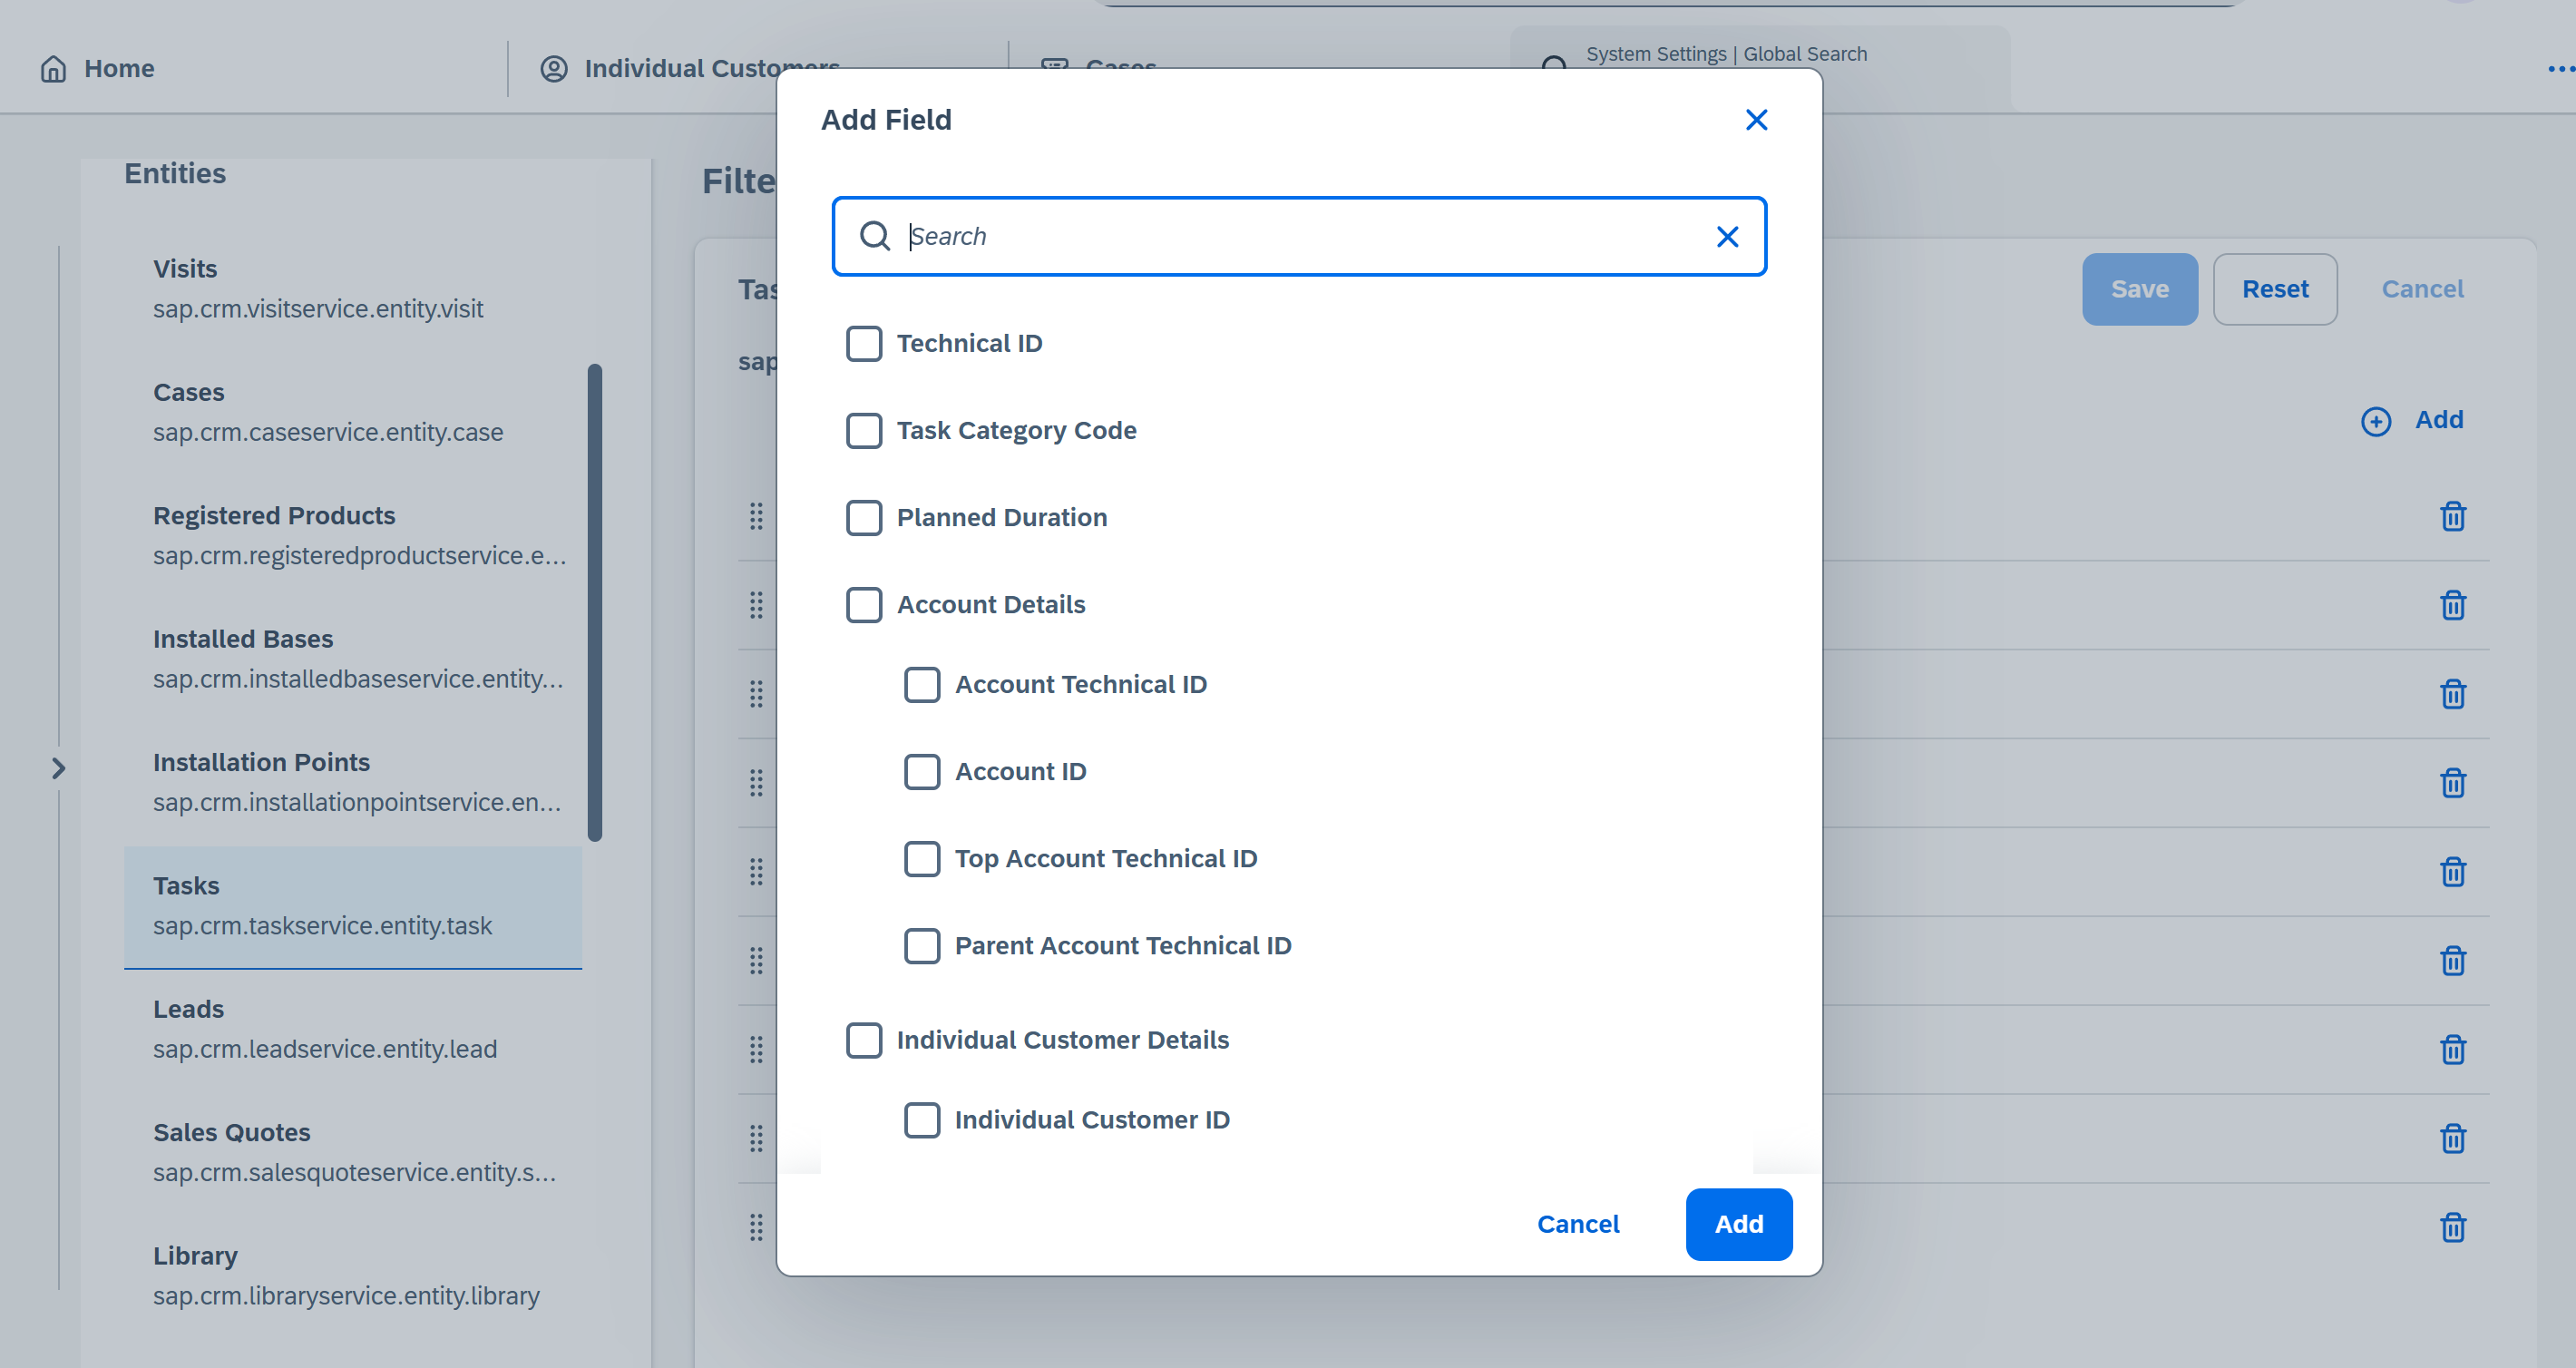 Home
Individual Customers
Cases
System Settings | Global Search
Entities
Visits
sap.crm.visitservice.entity.visit
Cases
sap.crm.caseservice.entity.case
Registered Products
sap.crm.registeredproductservice.e...
Installed Bases
sap.crm.installedbaseservice.entity...
Installation Points
sap.crm.installationpointservice.en...
Tasks
sap.crm.taskservice.entity.task
Leads
sap.crm.leadservice.entity.lead
Sales Quotes
sap.crm.salesquoteservice.entity.s...
Library
sap.crm.libraryservice.entity.library
Filte
Tas
sap
Save
Reset
Cancel
Add
Add Field
Search
Technical ID
Task Category Code
Planned Duration
Account Details
Account Technical ID
Account ID
Top Account Technical ID
Parent Account Technical ID
Individual Customer Details
Individual Customer ID
Cancel
Add